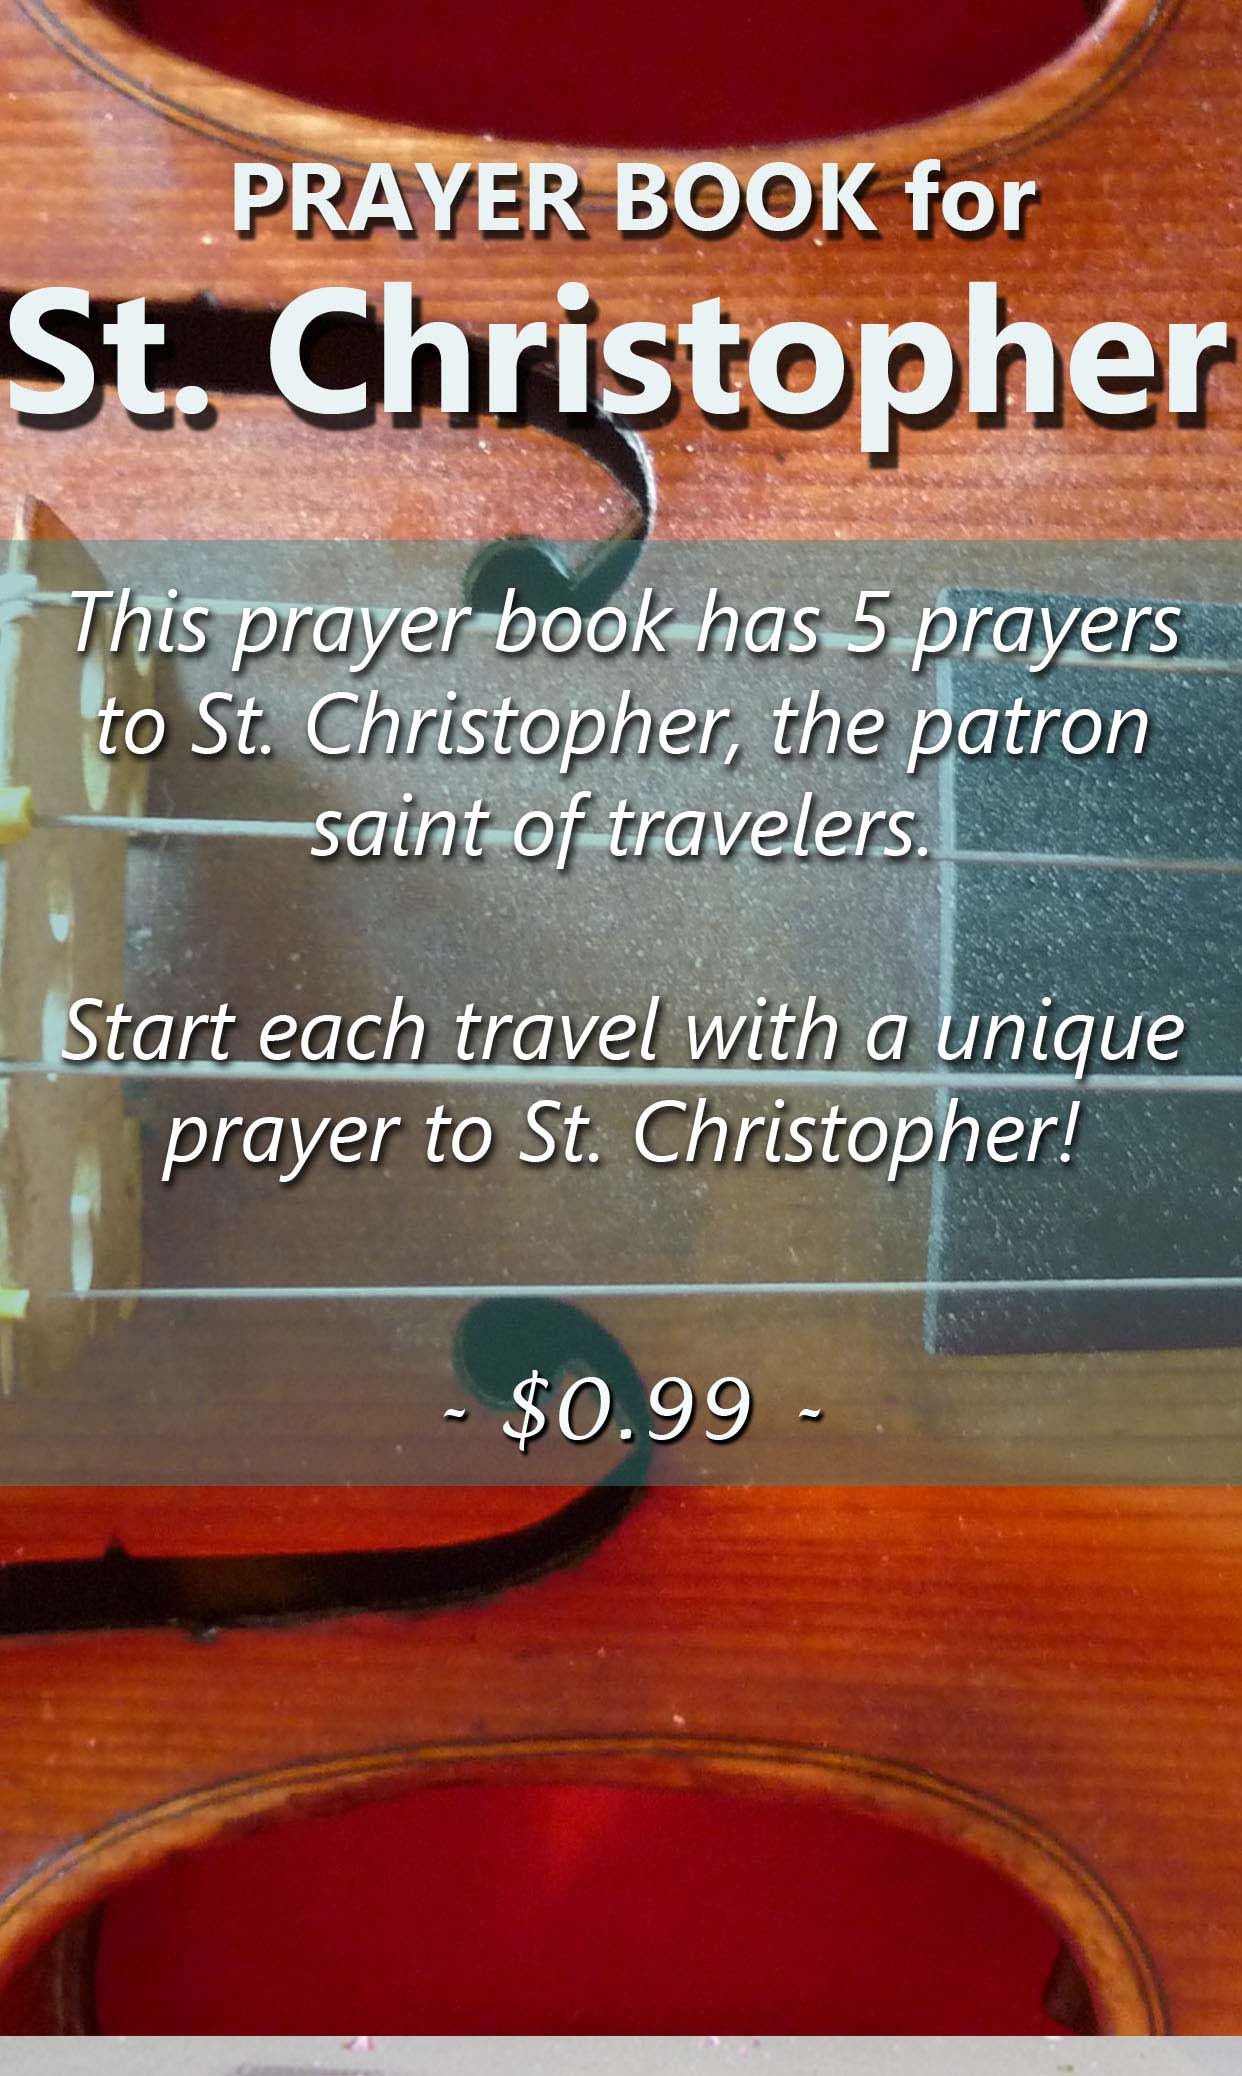 PRAYER BOOK for
St. Christopher
This prayer book has 5 prayers
to St. Christopher, the patron
saint of travelers.
Start each travel with a unique
prayer to St. Christopher!
~ $0.99 ~